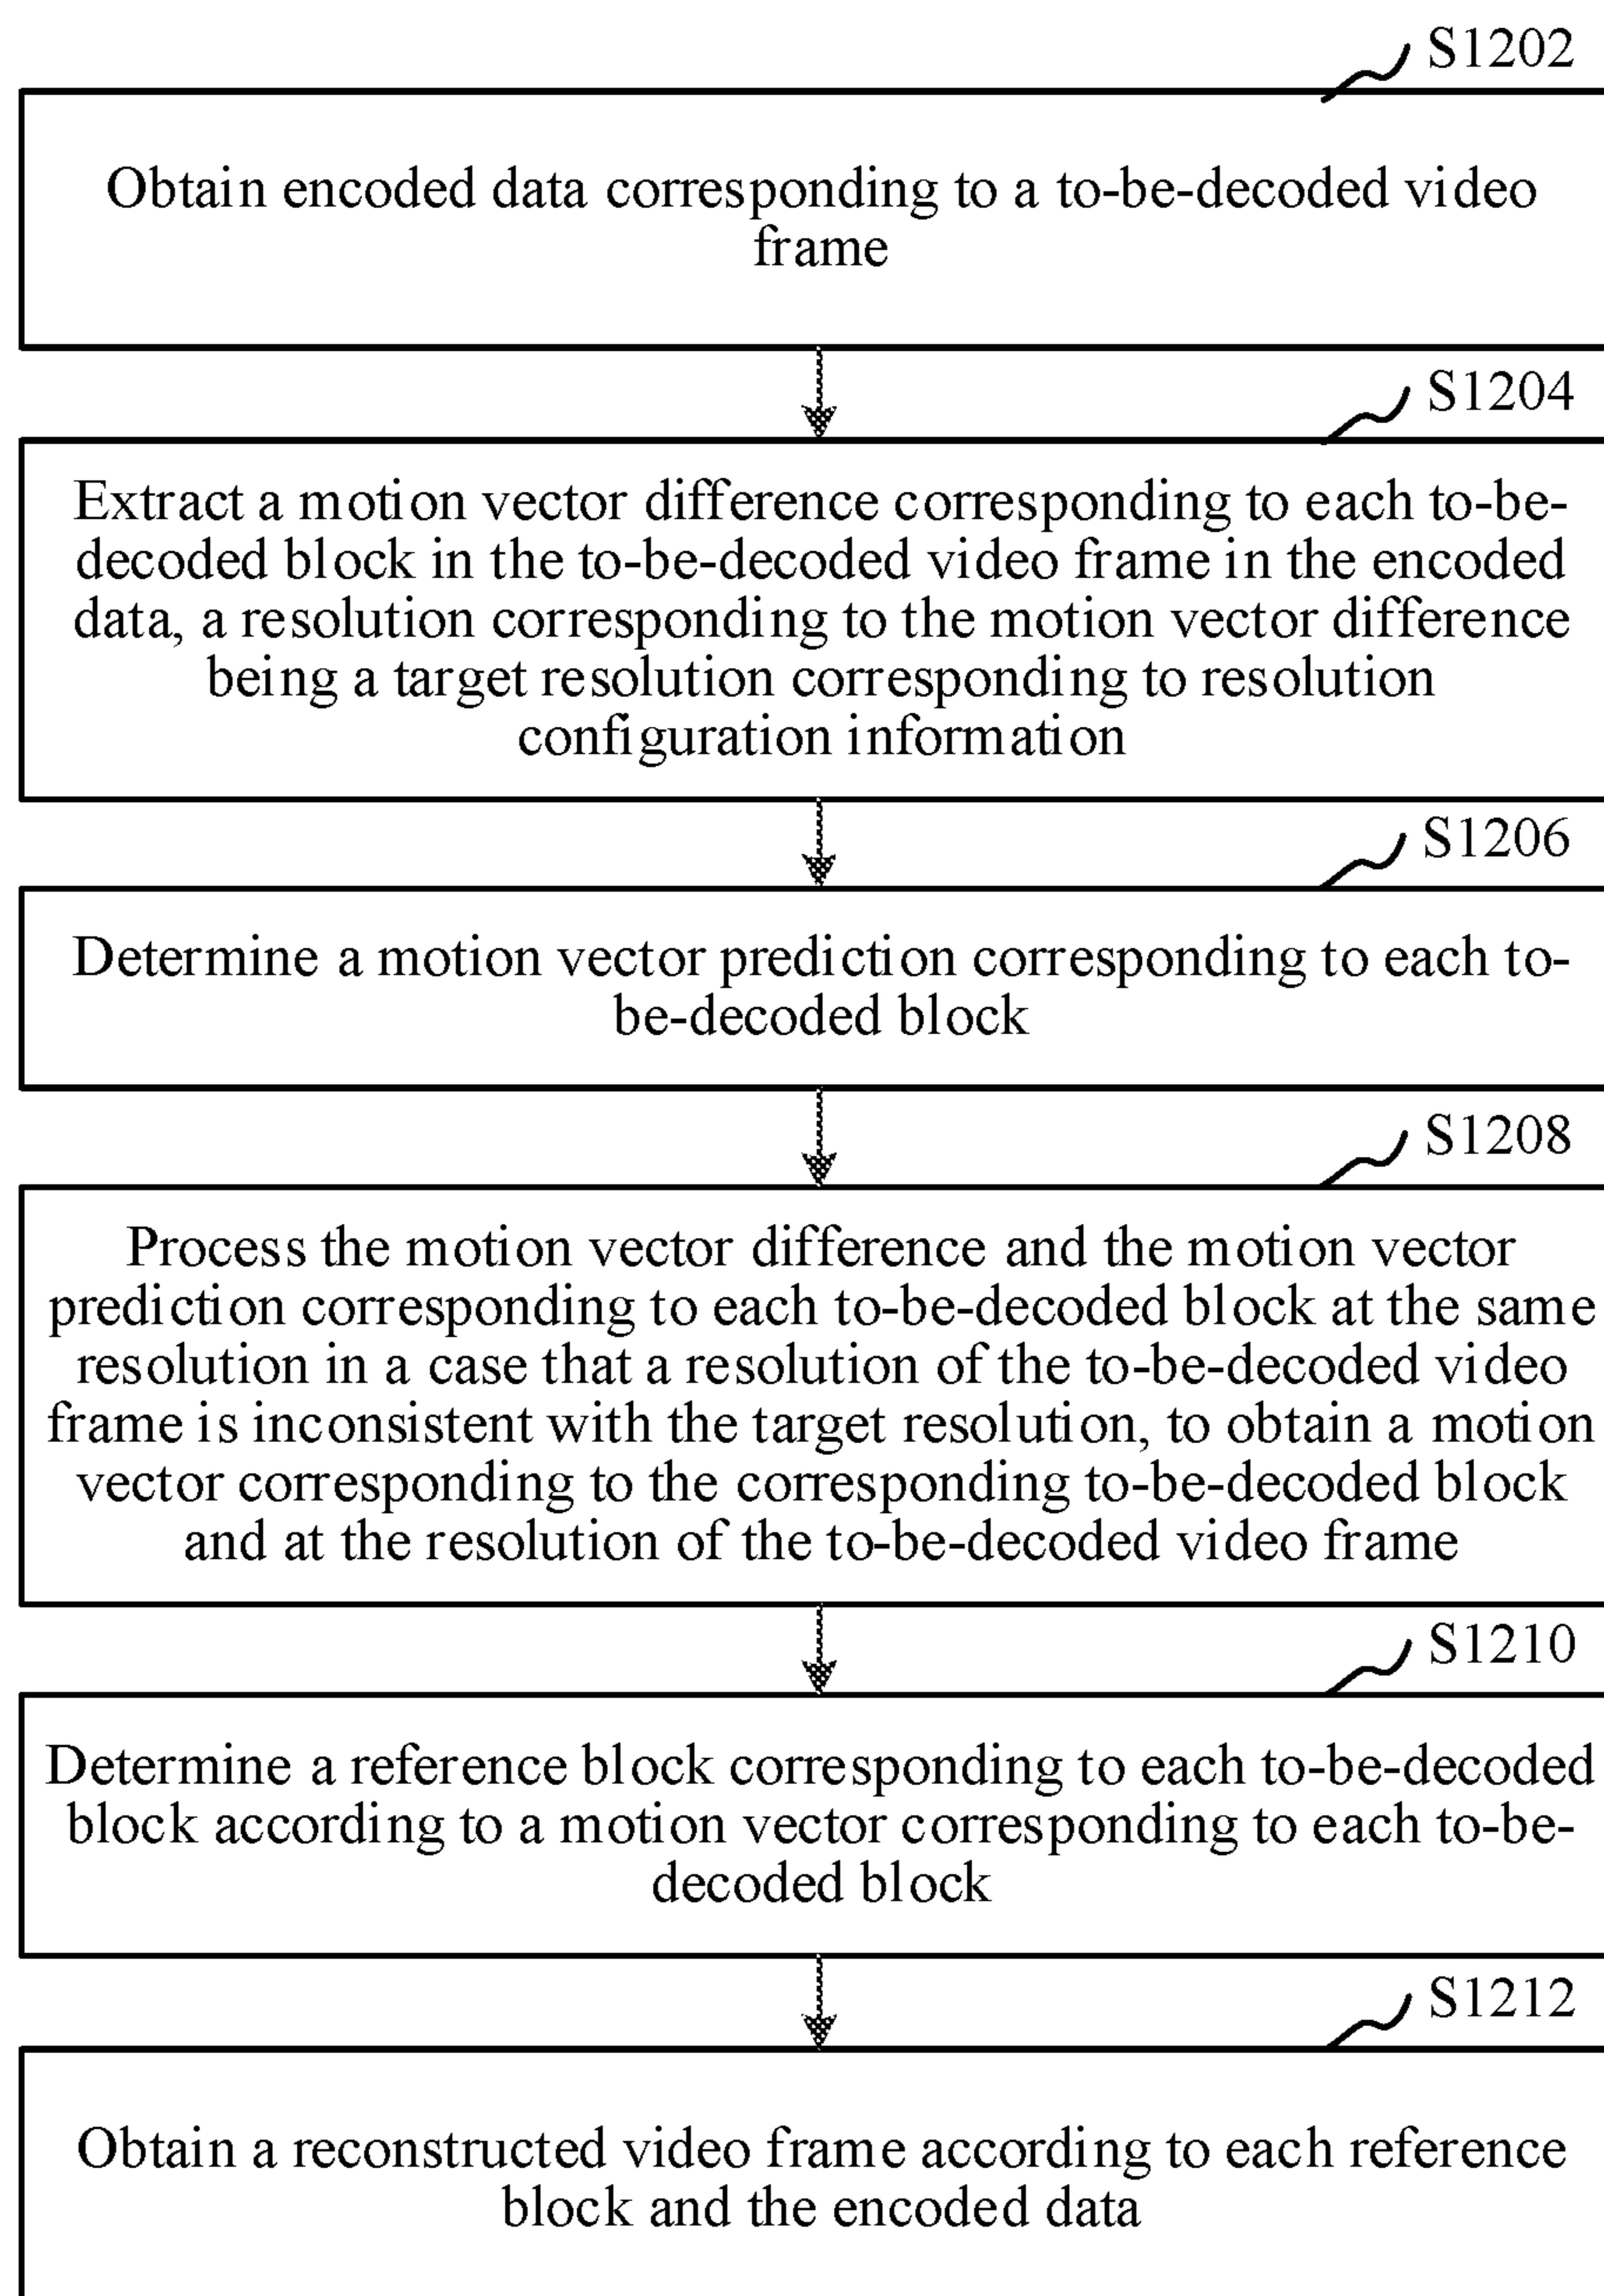 S1202
Obtain encoded data corresponding to a to-be-decoded video
frame
S1204
Extract a motion vector difference corresponding to each to-be-
decoded block in the to-be-decoded video frame in the encoded
data, a resolution corresponding to the motion vector difference
being a target resolution corresponding to resolution
configuration information
S1206
Determine a motion vector prediction corresponding to each to-
be-decoded block
S1208
Process the motion vector difference and the motion vector
prediction corresponding to each to-be-decoded block at the same
resolution in a case that a resolution of the to-be-decoded video
frame is inconsistent with the target resolution, to obtain a motion
vector corresponding to the corresponding to-be-decoded block
and at the resolution of the to-be-decoded video frame
S1210
Determine a reference block corresponding to each to-be-decoded
block according to a motion vector corresponding to each to-be-
decoded block
S1212
Obtain a reconstructed video frame according to each reference
block and the encoded data